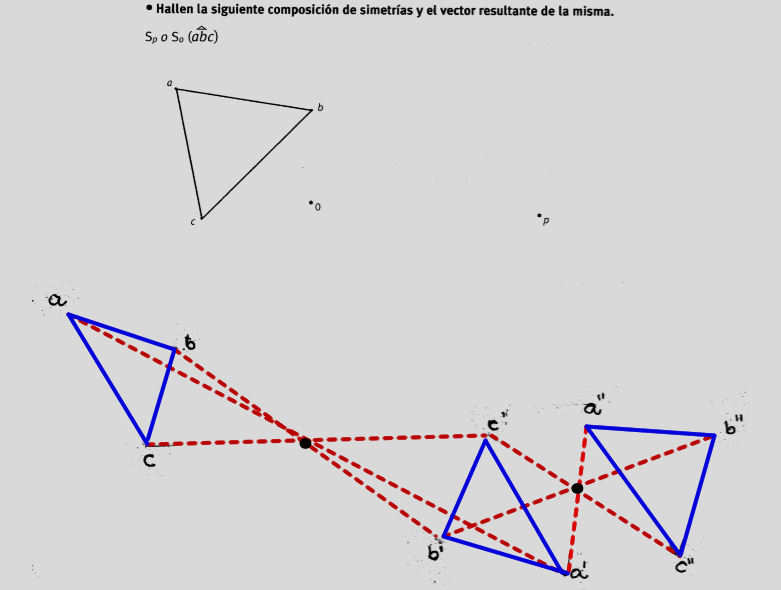 • Hallen la siguiente composición de simetrías y el vector resultante de la misma.
Sp o So (abc)
a
b
c
o
p
a
b
c
c"
a"
b"
b'
a'
c"